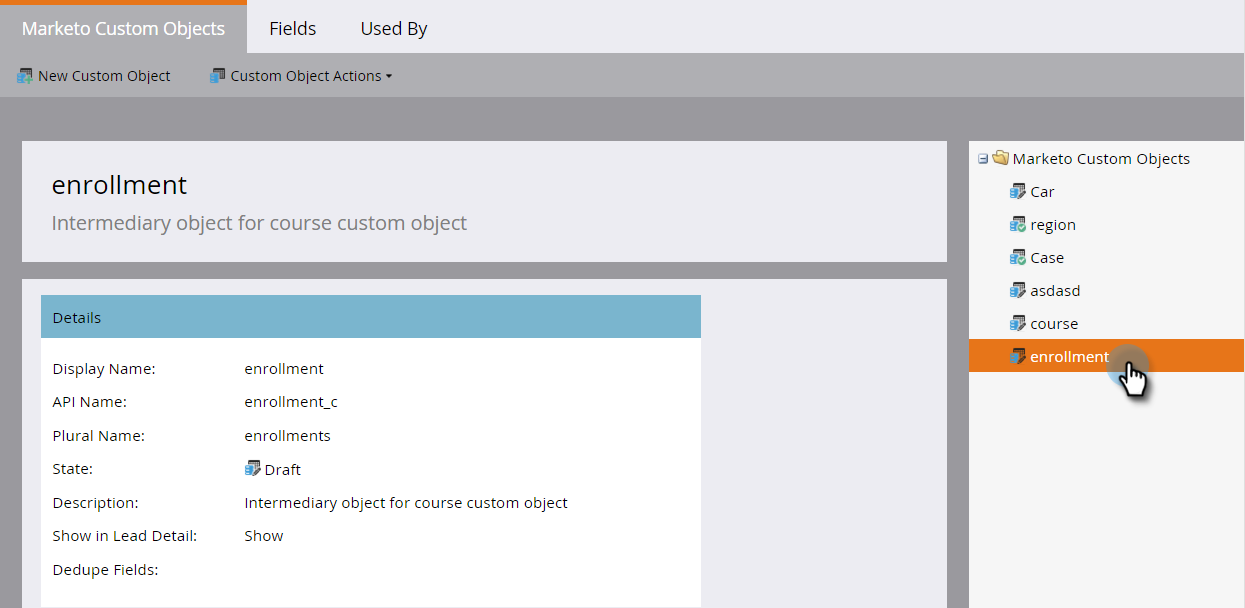 Marketo Custom Objects Fields Used By
New Custom Object Custom Object Actions
enrollment
Intermediary object for course custom object
Details
Display Name: enrollment
API Name: enrollment_c
Plural Name: enrollments
State: Draft
Description: Intermediary object for course custom object
Show in Lead Detail: Show
Dedupe Fields:
Marketo Custom Objects
Car
region
Case
asdasd
course
enrollment